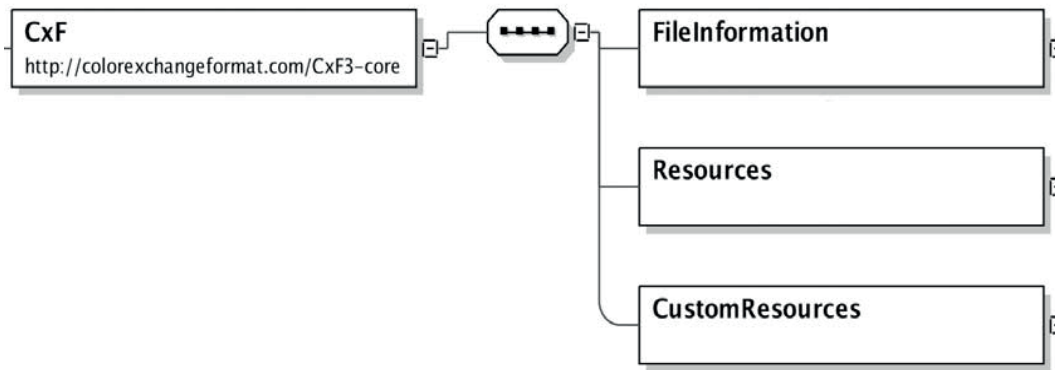 CxF
http://colorexchangeformat.com/CxF3-core
FileInformation
Resources
CustomResources